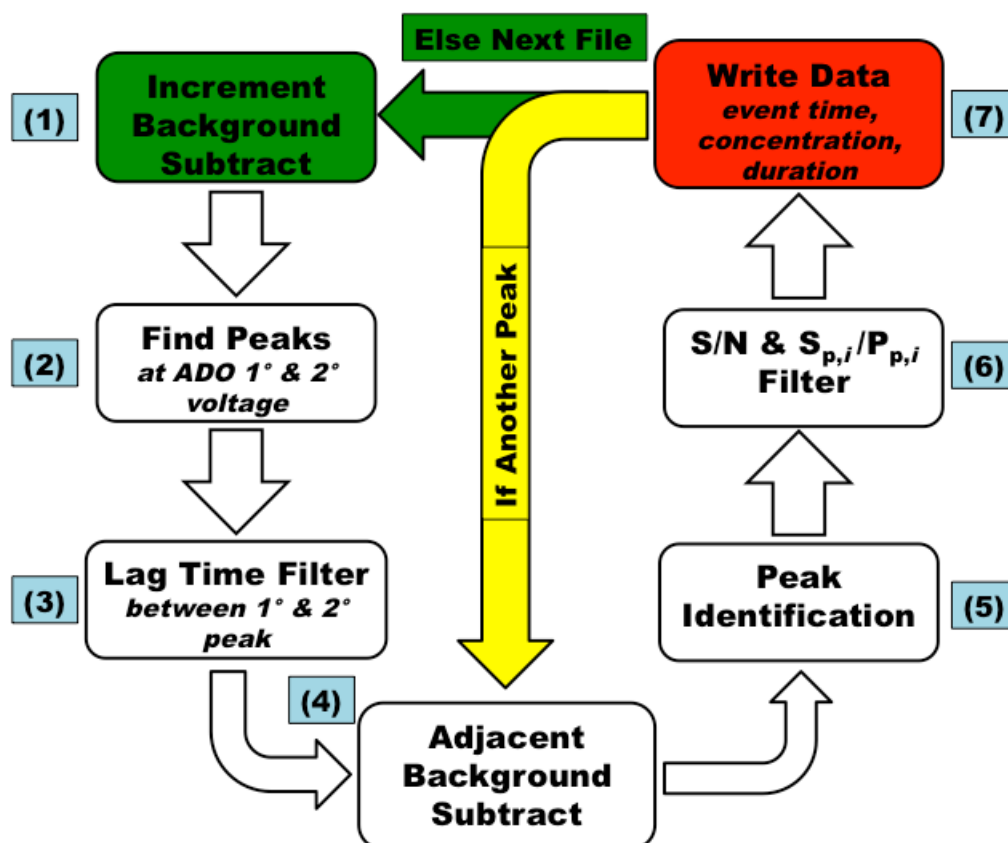 Else Next File
(1)
Increment
Background
Subtract
Write Data
event time,
concentration,
duration
(7)
(2)
Find Peaks
at ADO 1° & 2°
voltage
If Another Peak
S/N & Sp,i/Pp,i
Filter
(6)
(3)
Lag Time Filter
between 1° & 2°
peak
Peak
Identification
(5)
(4)
Adjacent
Background
Subtract